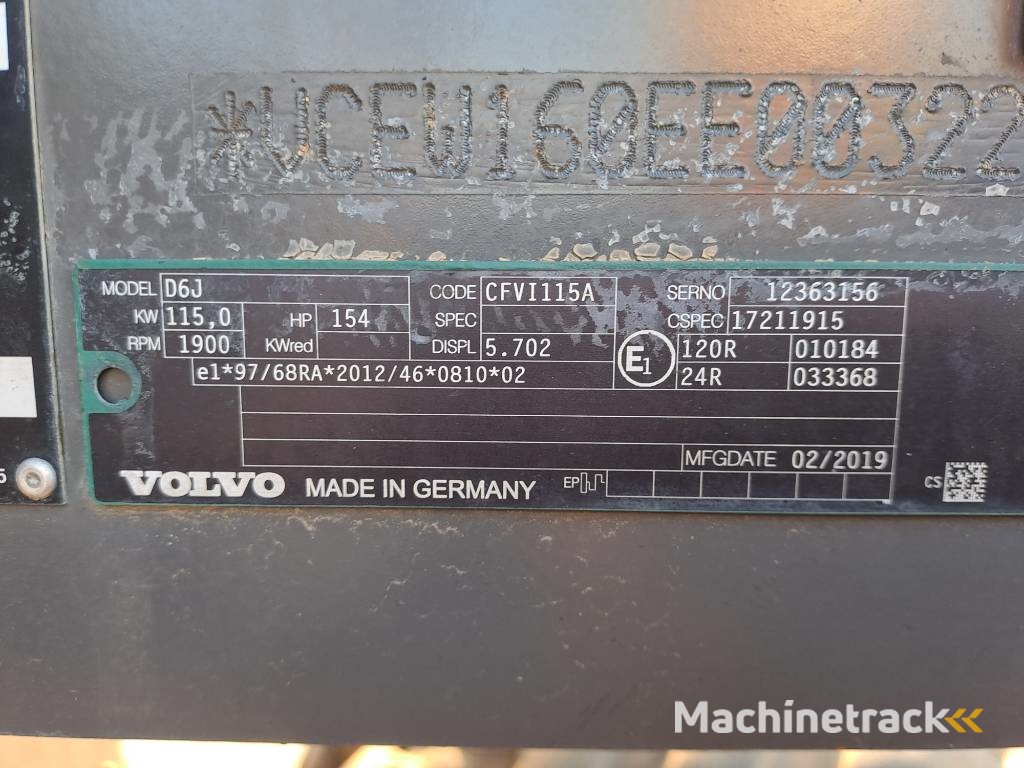 *VCEW160EE00322
MODEL D6J CODE CFVI115A SERNO 12363156
KW 115,0 HP 154 SPEC CSPEC 17211915
RPM 1900 KWred DISPL 5.702 E1 120R 010184
e1*97/68RA*2012/46*0810*02 24R 033368
MFGDATE 02/2019
5
VOLVO MADE IN GERMANY EP CS
Machinetrack